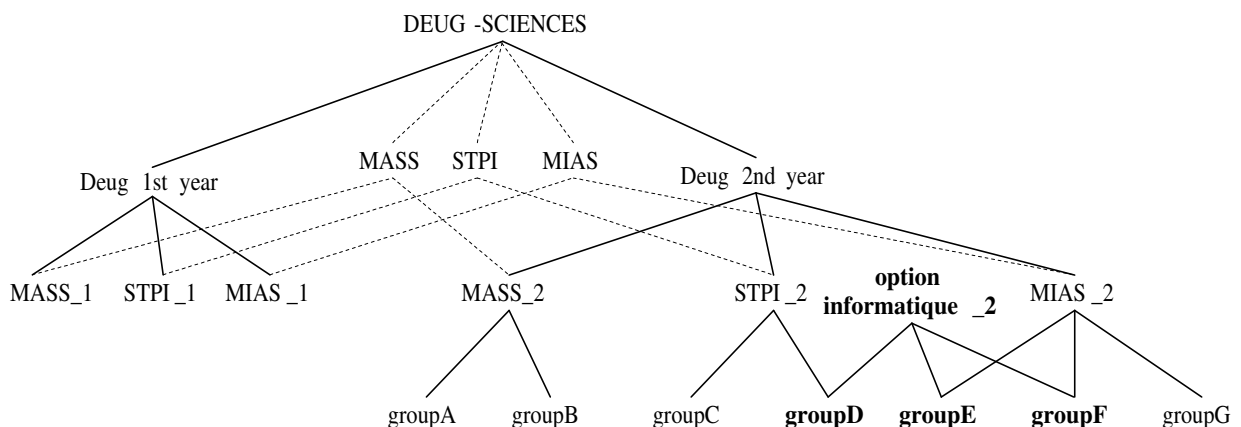 DEUG -SCIENCES
MASS STPI MIAS
Deug 1st year Deug 2nd year
option
MASS_1 STPI _1 MIAS _1 MASS_2 STPI _2 informatique _2 MIAS _2
groupA groupB groupC groupD groupE groupF groupG